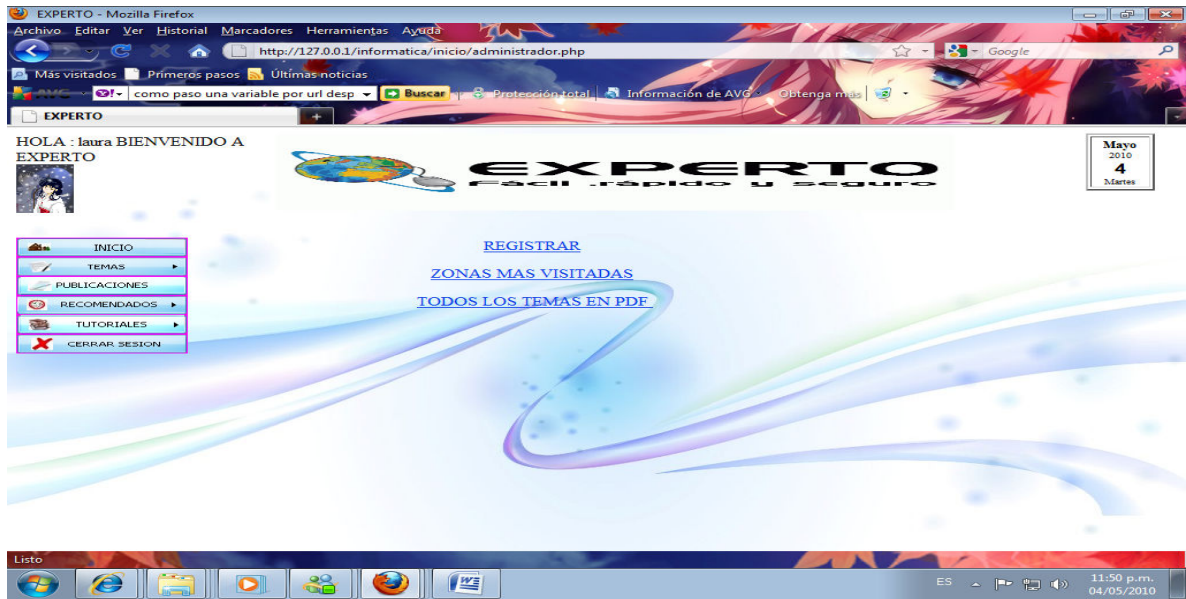 EXPERTO - Mozilla Firefox
Archivo Editar Ver Historial Marcadores Herramientas Ayuda
http://127.0.0.1/informatica/inicio/administrador.php
Google
Más visitados Primeros pasos Últimas noticias
AVG como paso una variable por url desp Buscar Protección total Información de AVG Obtenga más
EXPERTO
HOLA : laura BIENVENIDO A
EXPERTO
EXPERTO
Fácil ,rápido y seguro
Mayo
2010
4
Martes
INICIO
TEMAS
PUBLICACIONES
RECOMENDADOS
TUTORIALES
CERRAR SESION
REGISTRAR
ZONAS MAS VISITADAS
TODOS LOS TEMAS EN PDF
Listo
ES
11:50 p.m.
04/05/2010